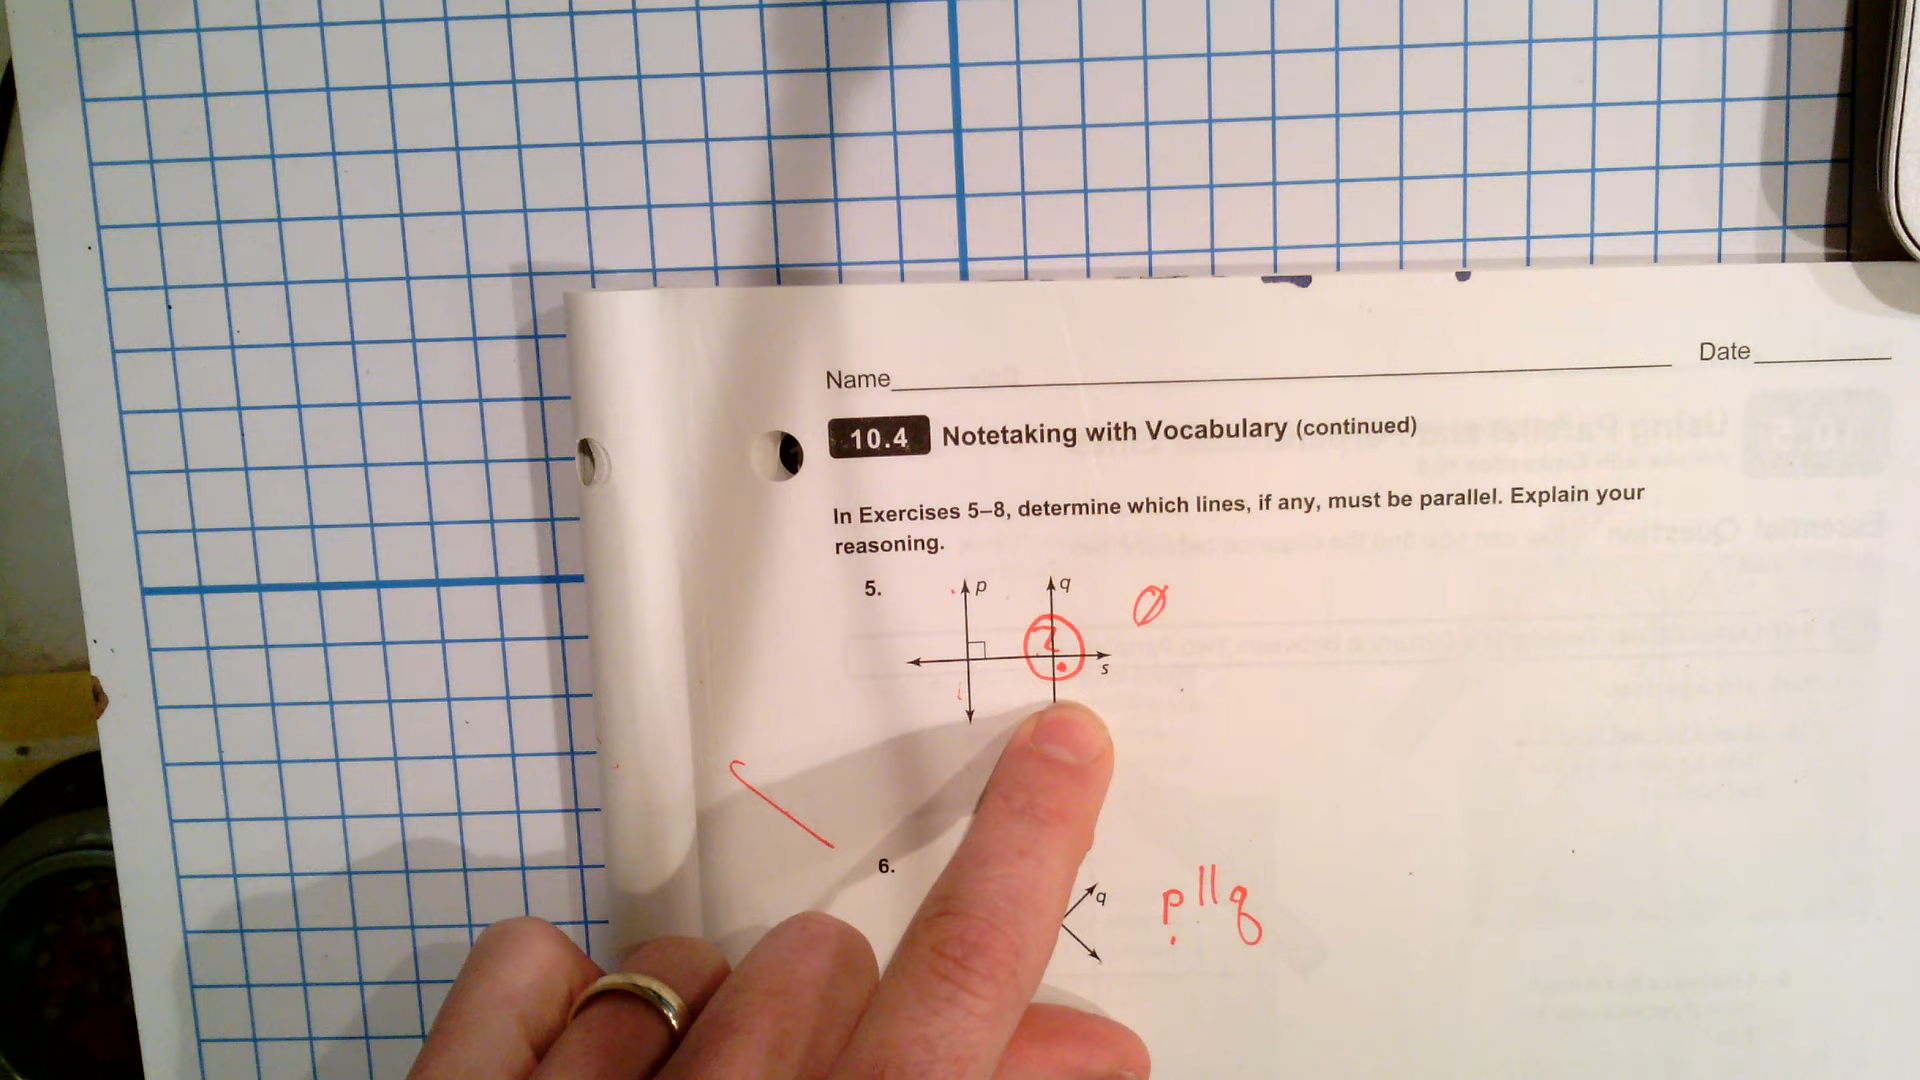 Name
Date
10.4 Notetaking with Vocabulary (continued)
In Exercises 5–8, determine which lines, if any, must be parallel. Explain your
reasoning.
5.
p
q
∅
?
s
6.
q
p||q